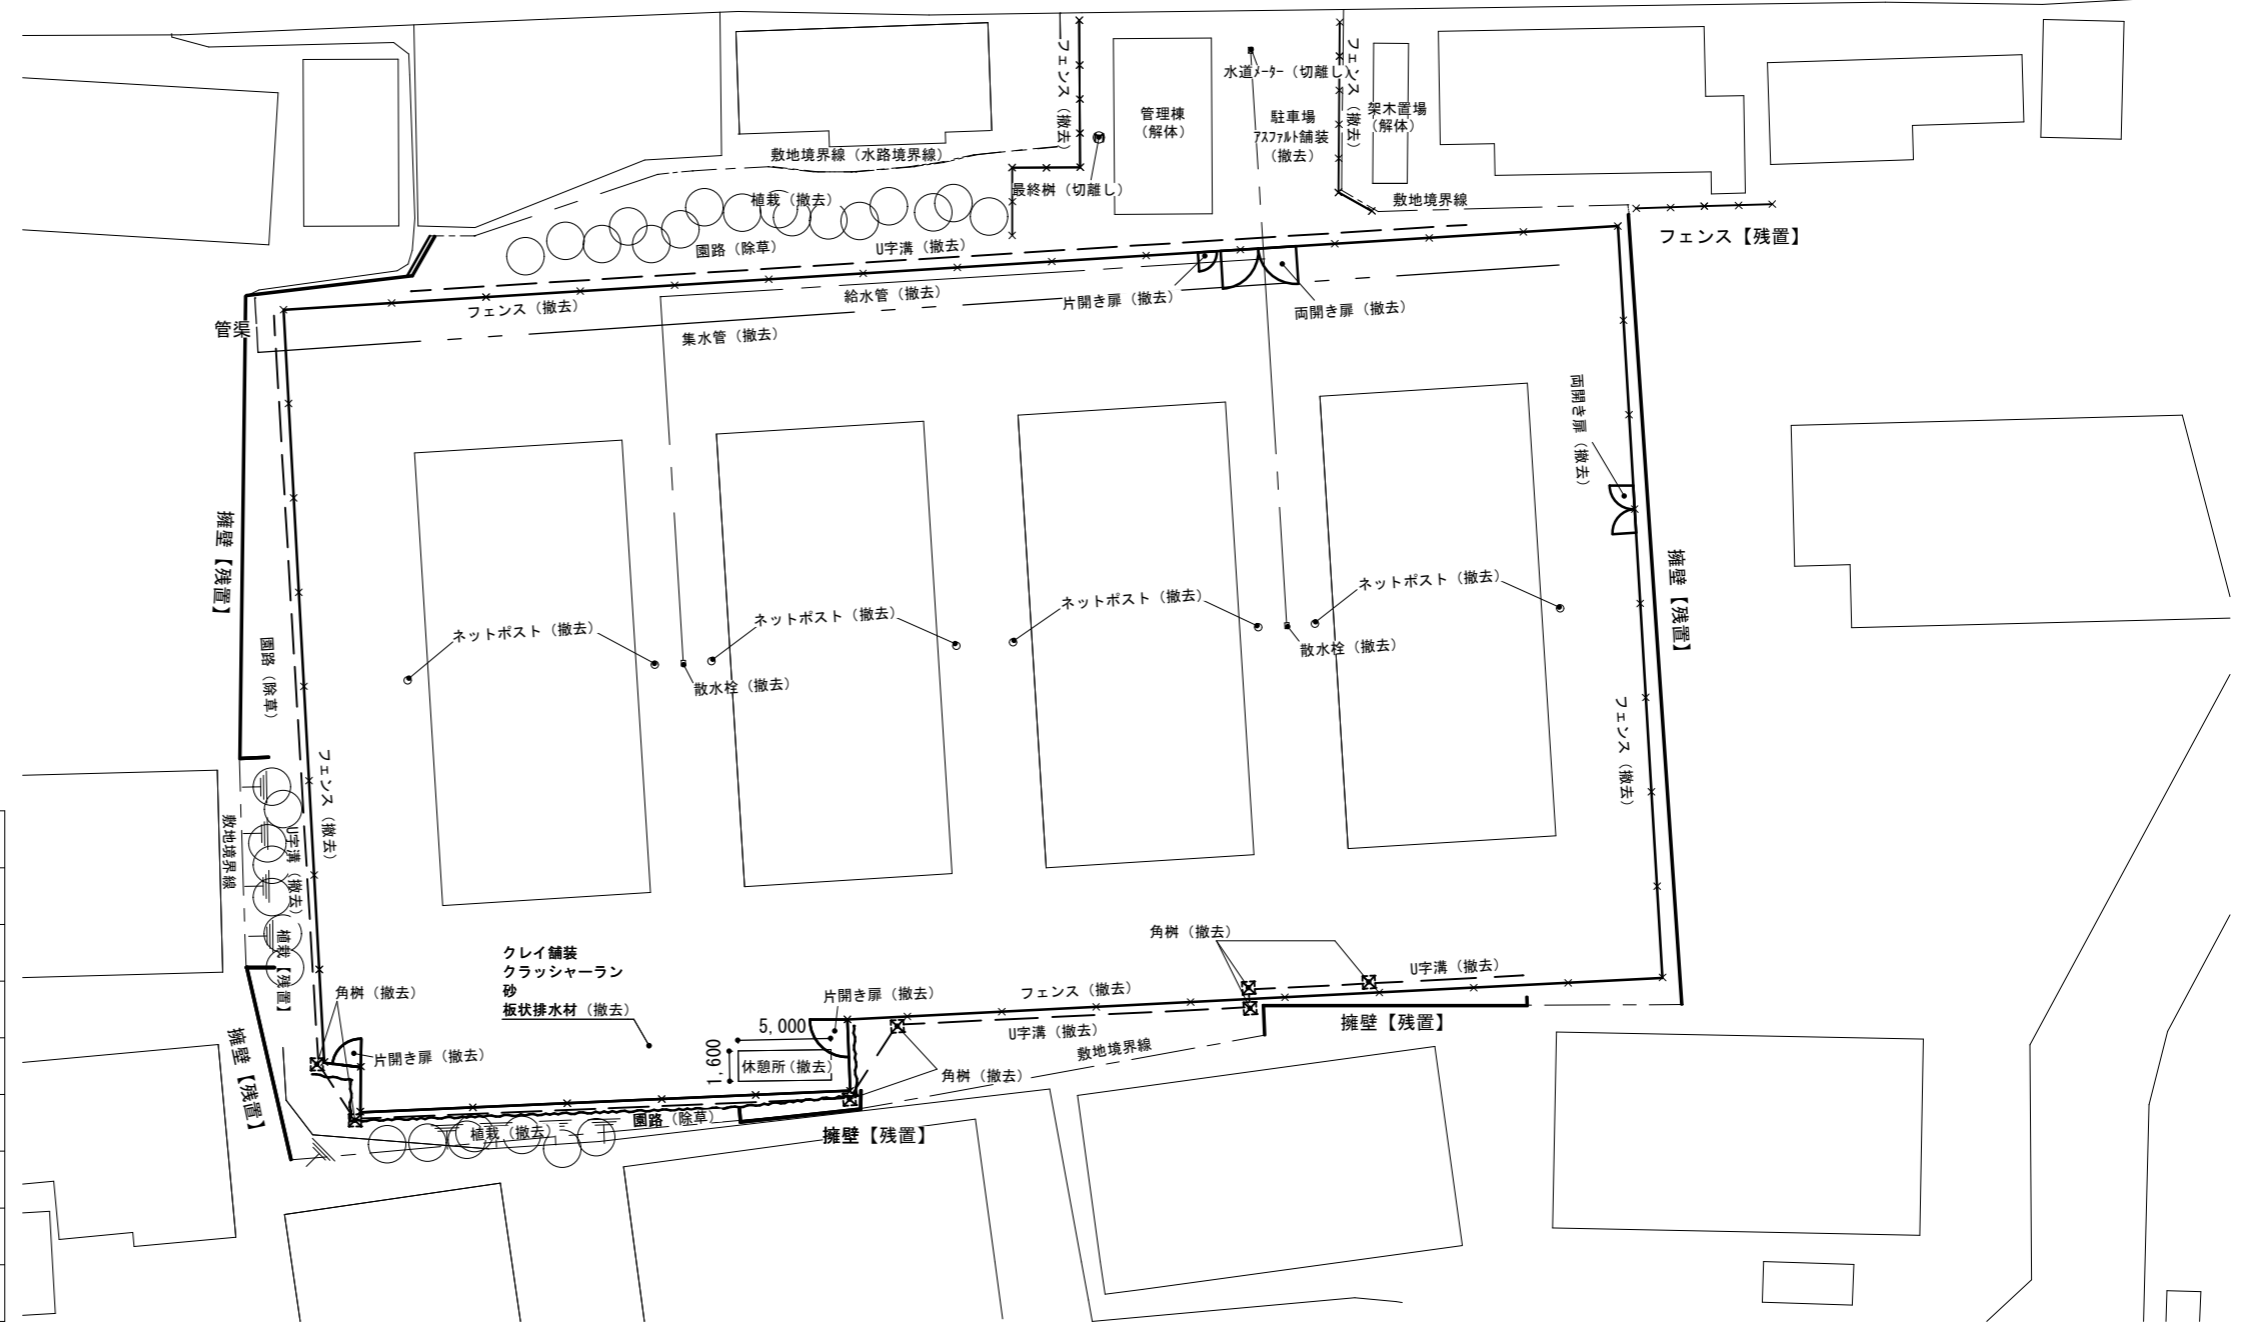 フェンス（撤去）
水道ﾒｰﾀｰ（切離し）
フェンス（撤去）
管理棟
（解体）
駐車場
ｱｽﾌｧﾙﾄ舗装
（撤去）
架木置場
（解体）
敷地境界線（水路境界線）
最終桝（切離し）
植栽（撤去）
敷地境界線
フェンス【残置】
園路（除草）
U字溝（撤去）
給水管（撤去）
片開き扉（撤去）
両開き扉（撤去）
フェンス（撤去）
管渠
集水管（撤去）
両開き扉（撤去）
擁壁【残置】
擁壁【残置】
ネットポスト（撤去）
ネットポスト（撤去）
ネットポスト（撤去）
ネットポスト（撤去）
散水栓（撤去）
散水栓（撤去）
園路（除草）
フェンス（撤去）
フェンス（撤去）
敷地境界線
U字溝（撤去）
植栽【残置】
クレイ舗装
クラッシャーラン
砂
板状排水材（撤去）
角桝（撤去）
角桝（撤去）
U字溝（撤去）
片開き扉（撤去）
フェンス（撤去）
U字溝（撤去）
擁壁【残置】
敷地境界線
5,000
1,600
休憩所（撤去）
片開き扉（撤去）
角桝（撤去）
擁壁【残置】
植栽（撤去）
園路（除草）
擁壁【残置】